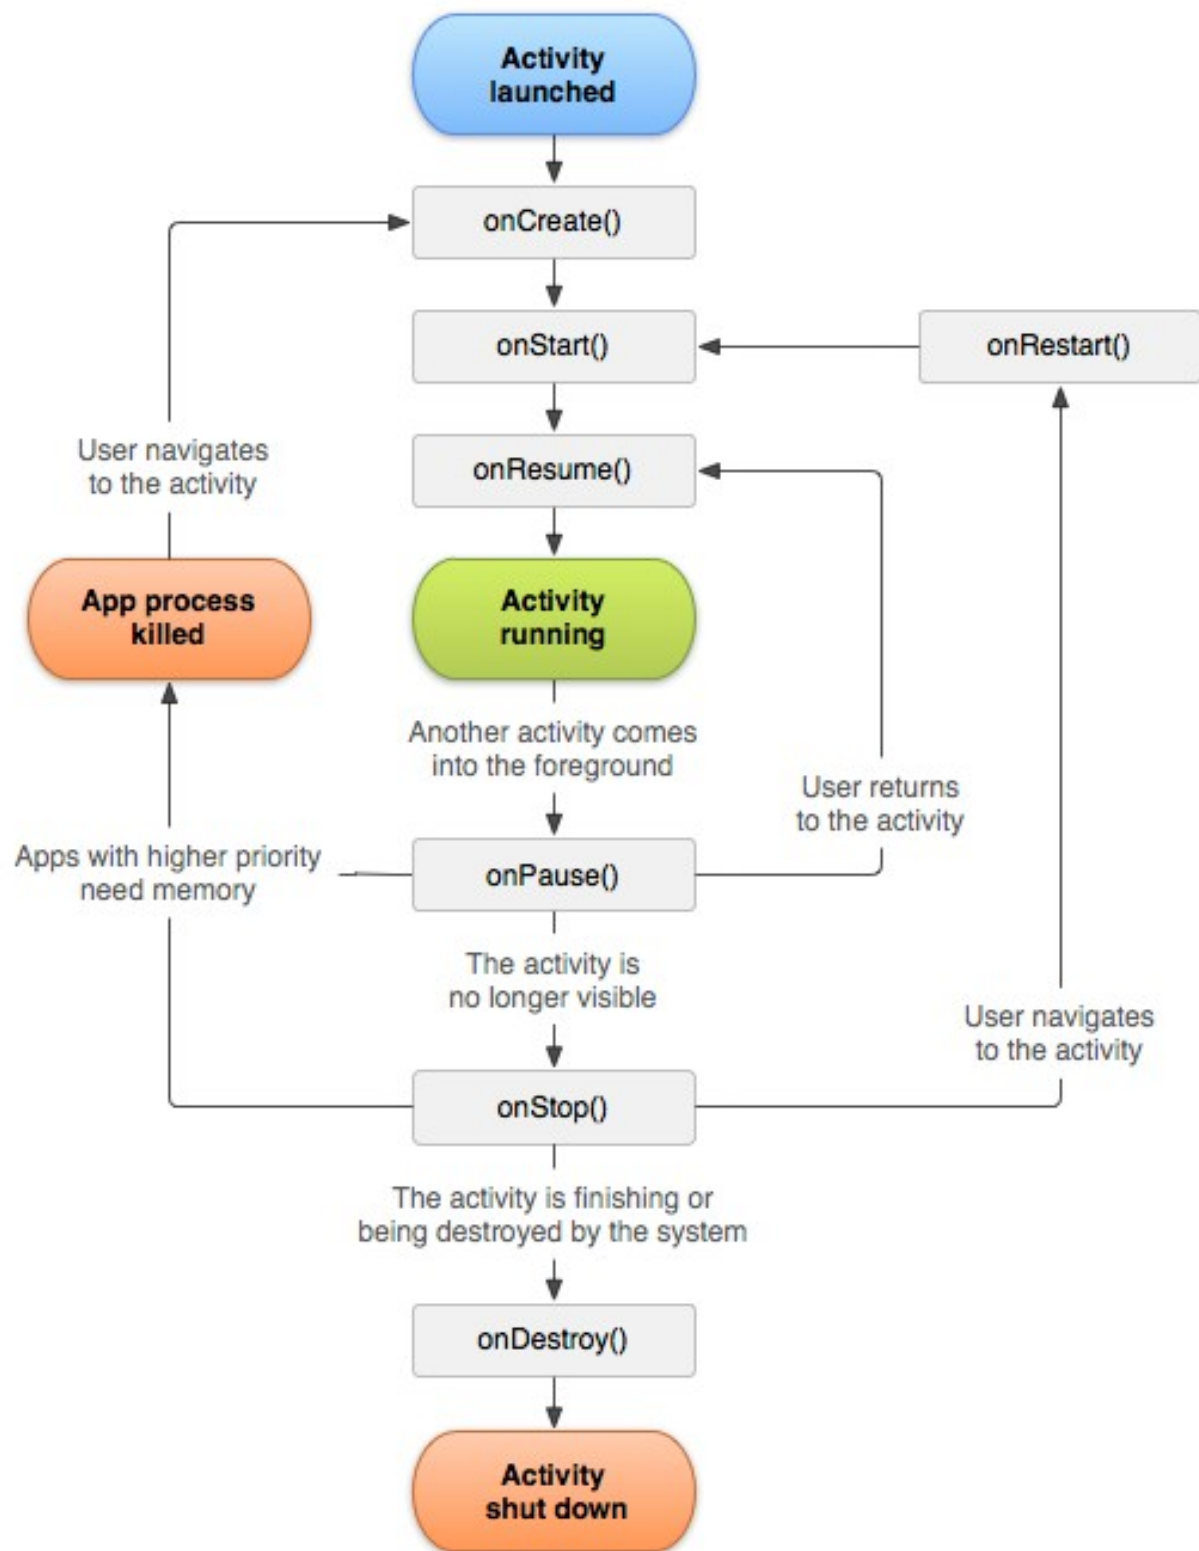 Activity
launched
onCreate()
onStart()
onRestart()
User navigates
to the activity
onResume()
App process
killed
Activity
running
Another activity comes
into the foreground
User returns
to the activity
Apps with higher priority
need memory
onPause()
The activity is
no longer visible
User navigates
to the activity
onStop()
The activity is finishing or
being destroyed by the system
onDestroy()
Activity
shut down